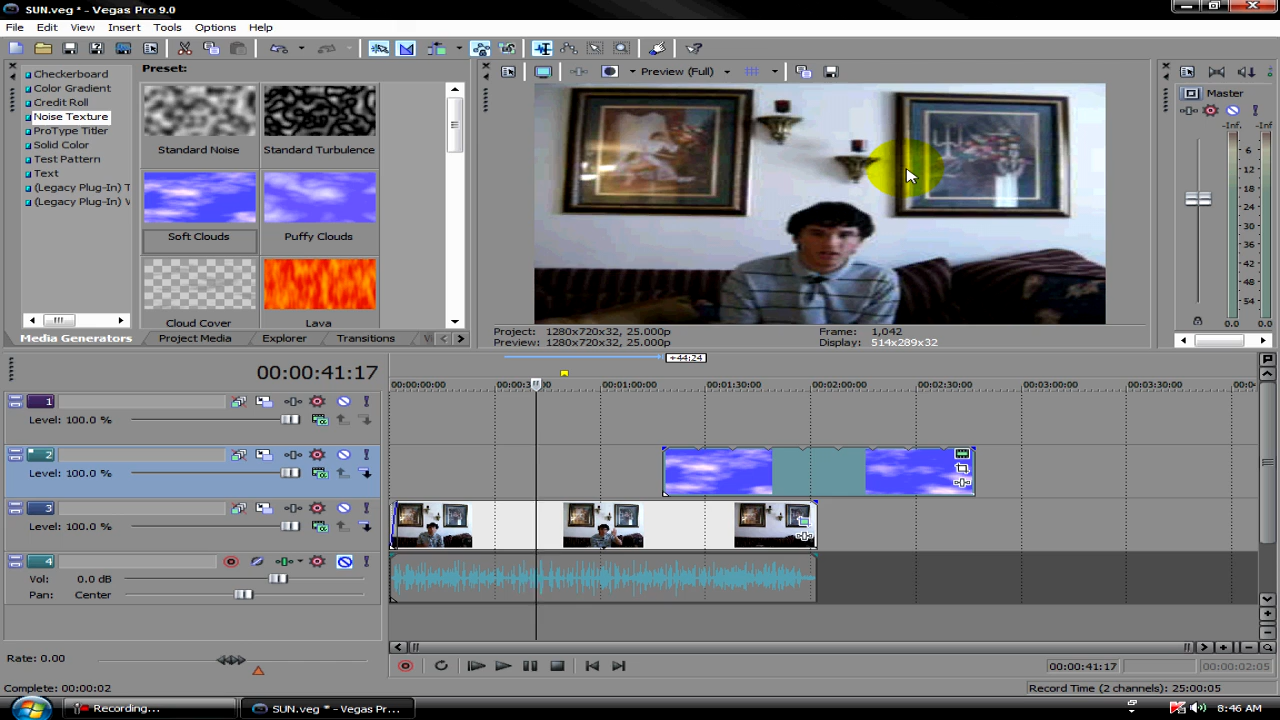 SUN.veg * - Vegas Pro 9.0
File Edit View Insert Tools Options Help
Checkerboard
Color Gradient
Credit Roll
Noise Texture
ProType Titler
Solid Color
Test Pattern
Text
(Legacy Plug-In) T
(Legacy Plug-In)
Preset:
Standard Noise Standard Turbulence
Soft Clouds Puffy Clouds
Cloud Cover Lava
Media Generators Project Media Explorer Transitions
Preview (Full)
Project: 1280x720x32, 25.000p Frame: 1,042
Preview: 1280x720x32, 25.000p Display: 514x289x32
Master
-Inf. -Inf.
6
12
18
24
30
36
42
48
54
0.0 0.0
+44:24
00:00:41:17
00:00:00:00 00:01:00:00 00:01:30:00 00:02:00:00 00:02:30:00 00:03:00:00 00:03:30:00
1
Level: 100.0 %
2
Level: 100.0 %
3
Level: 100.0 %
4
Vol: 0.0 dB
Pan: Center
Rate: 0.00
00:00:41:17 00:00:02:05
Complete: 00:00:02
Record Time (2 channels): 25:00:05
Recording...
SUN.veg * - Vegas Pr...
8:46 AM